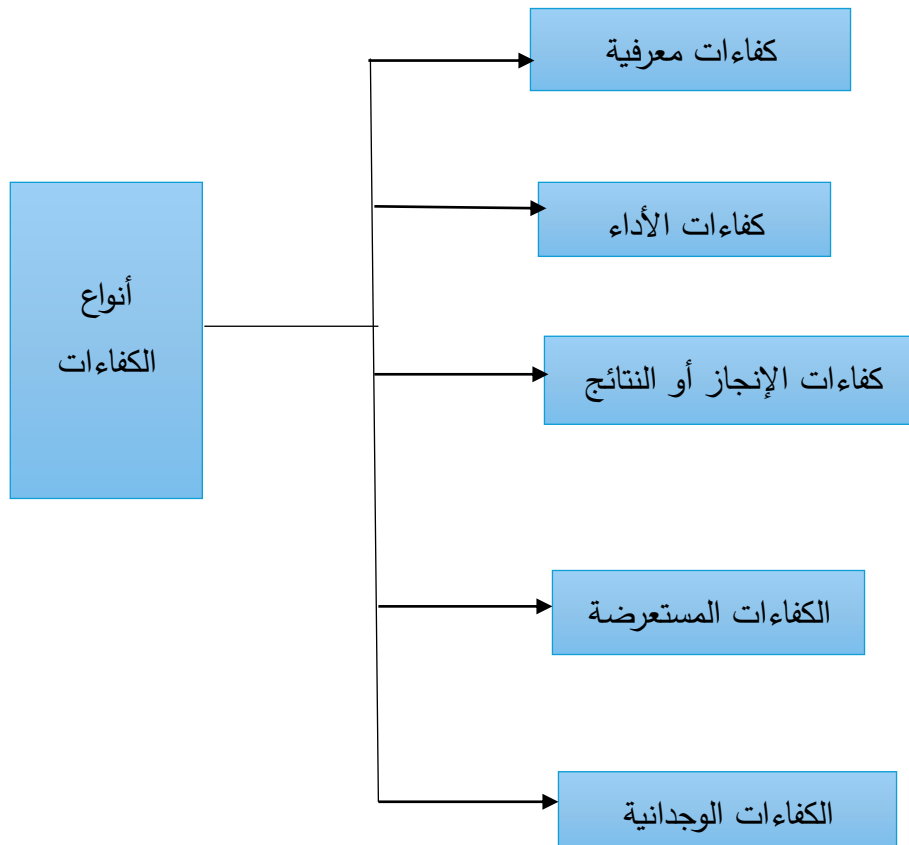 أنواع
الكفاءات
كفاءات معرفية
كفاءات الأداء
كفاءات الإنجاز أو النتائج
الكفاءات المستعرضة
الكفاءات الوجدانية